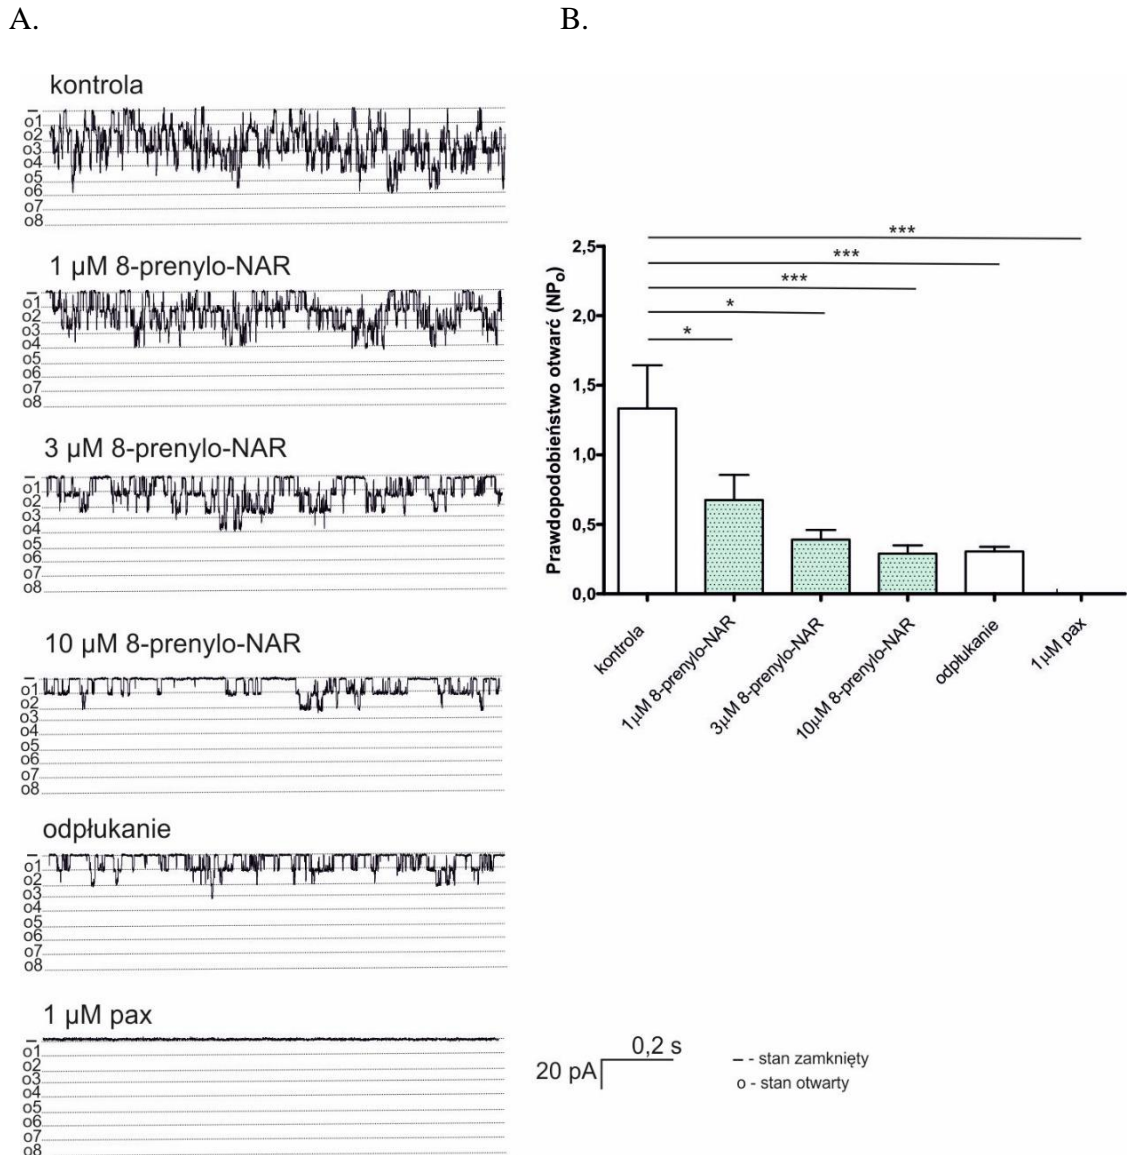 A.
B.
kontrola
–
o1
o2
o3
o4
o5
o6
o7
o8
1 µM 8-prenylo-NAR
–
o1
o2
o3
o4
o5
o6
o7
o8
3 µM 8-prenylo-NAR
–
o1
o2
o3
o4
o5
o6
o7
o8
10 µM 8-prenylo-NAR
–
o1
o2
o3
o4
o5
o6
o7
o8
odpłukanie
–
o1
o2
o3
o4
o5
o6
o7
o8
1 µM pax
–
o1
o2
o3
o4
o5
o6
o7
o8
Prawdopodobieństwo otwarć (NPo)
2,5
2,0
1,5
1,0
0,5
0,0
***
***
***
*
*
kontrola
1µM 8-prenylo-NAR
3µM 8-prenylo-NAR
10µM 8-prenylo-NAR
odpłukanie
1µM pax
0,2 s
20 pA
– - stan zamknięty
o - stan otwarty